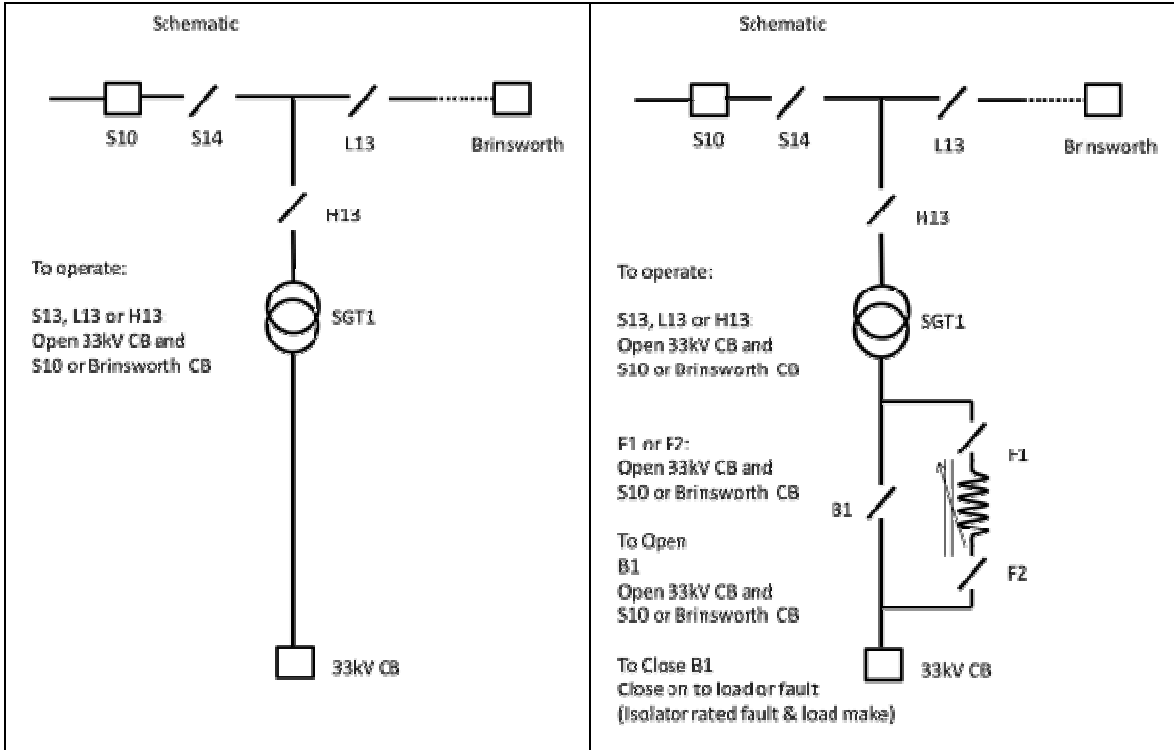 Schematic
S10
S14
L13
Brinsworth
H13
To operate:
S13, L13 or H13
Open 33kV CB and
S10 or Brinsworth CB
SGT1
33kV CB
Schematic
S10
S14
L13
Brinsworth
H13
To operate:
S13, L13 or H13:
Open 33kV CB and
S10 or Brinsworth CB
SGT1
F1 or F2:
Open 33kV CB and
S10 or Brinsworth CB
F1
B1
F2
To Open
B1
Open 33kV CB and
S10 or Brinsworth CB
33kV CB
To Close B1
Close on to load or fault
(Isolator rated fault & load make)